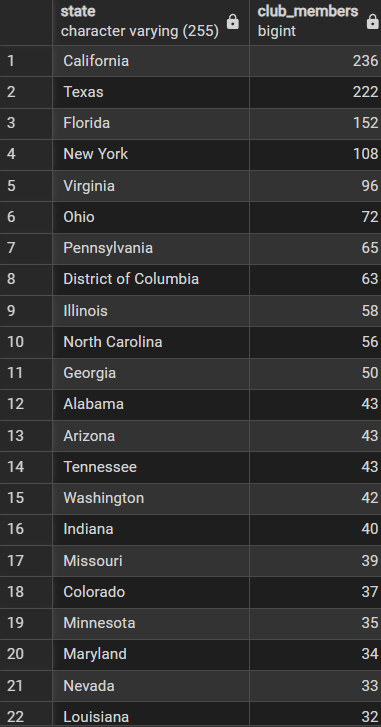 state club_members
character varying (255) bigint
1 California 236
2 Texas 222
3 Florida 152
4 New York 108
5 Virginia 96
6 Ohio 72
7 Pennsylvania 65
8 District of Columbia 63
9 Illinois 58
10 North Carolina 56
11 Georgia 50
12 Alabama 43
13 Arizona 43
14 Tennessee 43
15 Washington 42
16 Indiana 40
17 Missouri 39
18 Colorado 37
19 Minnesota 35
20 Maryland 34
21 Nevada 33
22 Louisiana 32